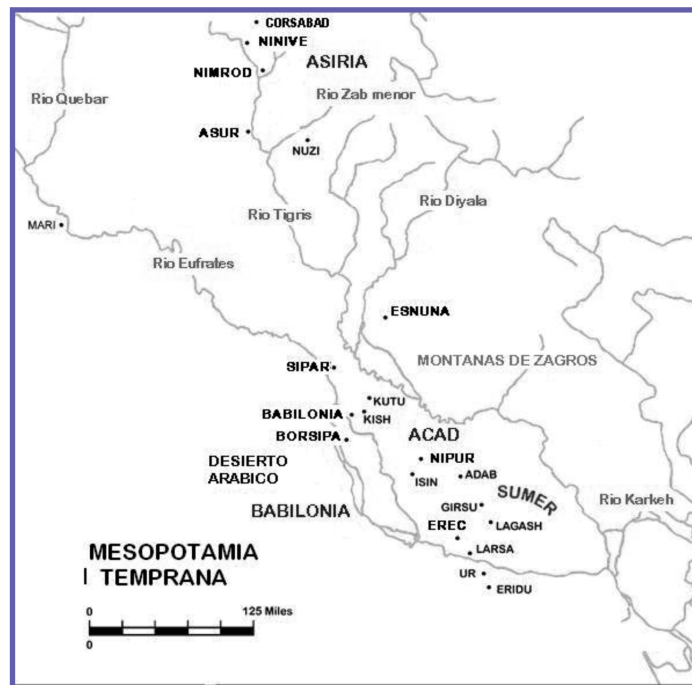 CORSABAD
NINIVE
ASIRIA
NIMROD
Rio Quebar
Rio Zab menor
ASUR
NUZI
Rio Diyala
Rio Tigris
MARI
Rio Eufrates
ESNUNA
MONTANAS DE ZAGROS
SIPAR
KUTU
BABILONIA
KISH
BORSIPA
ACAD
NIPUR
DESIERTO
ARABICO
ISIN
ADAB
SUMER
BABILONIA
GIRSU
Rio Karkeh
LAGASH
EREC
LARSA
MESOPOTAMIA
I TEMPRANA
UR
ERIDU
0
125 Miles
0